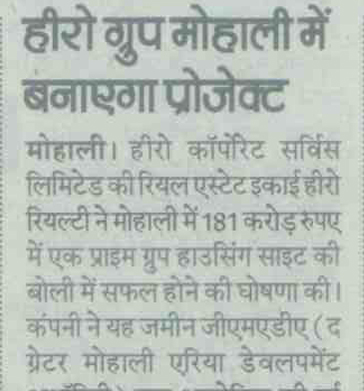 हीरो ग्रुप मोहाली में
बनाएगा प्रोजेक्ट
मोहाली। हीरो कॉर्पोरेट सर्विस
लिमिटेड की रियल एस्टेट इकाई हीरो
रियल्टी ने मोहाली में 181 करोड़ रुपए
में एक प्राइम ग्रुप हाउसिंग साइट की
बोली में सफल होने की घोषणा की।
कंपनी ने यह जमीन जीएमएडीए (द
ग्रेटर मोहाली एरिया डेवलपमेंट